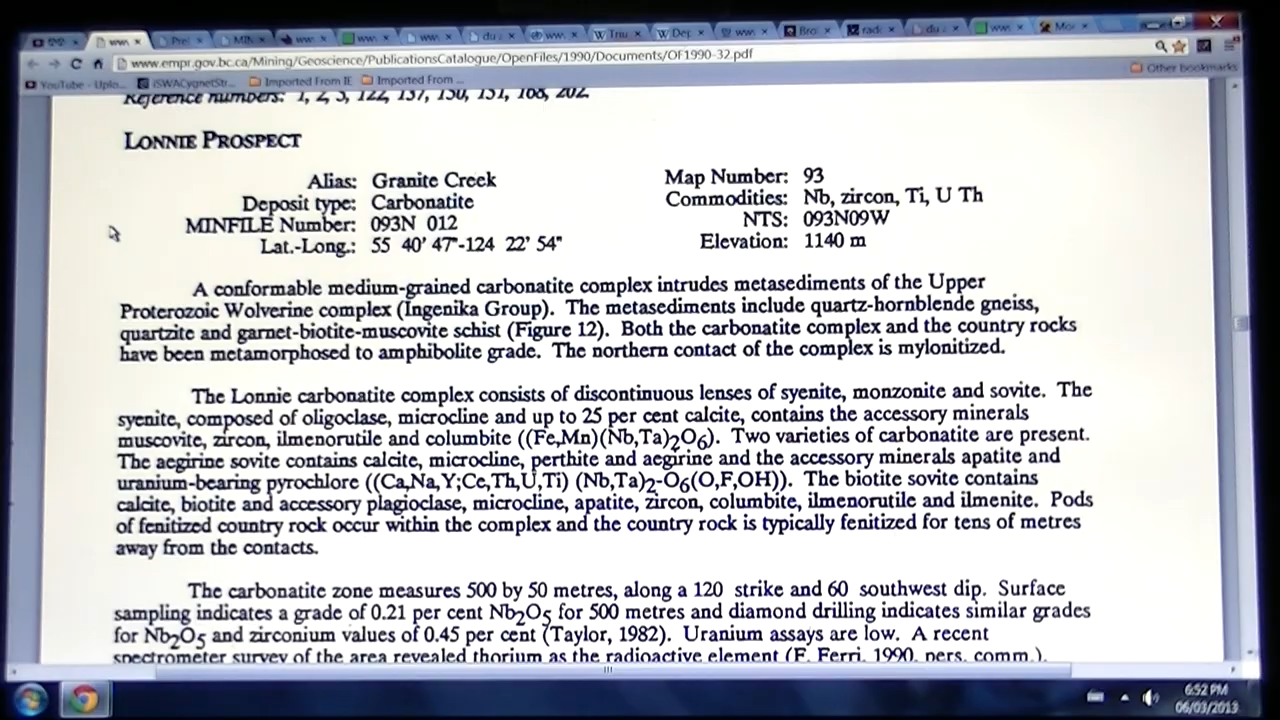 www.empr.gov.bc.ca/Mining/Geoscience/PublicationsCatalogue/OpenFiles/1990/Documents/OF1990-32.pdf
Other bookmarks
YouTube - Uplo... iSWACygnetStr... Imported From IE Imported From ...
Reference numbers: 1, 2, 3, 122, 137, 150, 151, 168, 202.
LONNIE PROSPECT
Alias: Granite Creek Map Number: 93
Deposit type: Carbonatite Commodities: Nb, zircon, Ti, U Th
MINFILE Number: 093N 012 NTS: 093N09W
Lat.-Long.: 55 40' 47"-124 22' 54" Elevation: 1140 m
A conformable medium-grained carbonatite complex intrudes metasediments of the Upper
Proterozoic Wolverine complex (Ingenika Group). The metasediments include quartz-hornblende gneiss,
quartzite and garnet-biotite-muscovite schist (Figure 12). Both the carbonatite complex and the country rocks
have been metamorphosed to amphibolite grade. The northern contact of the complex is mylonitized.
The Lonnie carbonatite complex consists of discontinuous lenses of syenite, monzonite and sovite. The
syenite, composed of oligoclase, microcline and up to 25 per cent calcite, contains the accessory minerals
muscovite, zircon, ilmenorutile and columbite ((Fe,Mn)(Nb,Ta)2O6). Two varieties of carbonatite are present.
The aegirine sovite contains calcite, microcline, perthite and aegirine and the accessory minerals apatite and
uranium-bearing pyrochlore ((Ca,Na,Y;Ce,Th,U,Ti) (Nb,Ta)2-O6(O,F,OH)). The biotite sovite contains
calcite, biotite and accessory plagioclase, microcline, apatite, zircon, columbite, ilmenorutile and ilmenite. Pods
of fenitized country rock occur within the complex and the country rock is typically fenitized for tens of metres
away from the contacts.
The carbonatite zone measures 500 by 50 metres, along a 120 strike and 60 southwest dip. Surface
sampling indicates a grade of 0.21 per cent Nb2O5 for 500 metres and diamond drilling indicates similar grades
for Nb2O5 and zirconium values of 0.45 per cent (Taylor, 1982). Uranium assays are low. A recent
spectrometer survey of the area revealed thorium as the radioactive element (F. Ferri, 1990, pers. comm.).
6:52 PM
06/03/2013